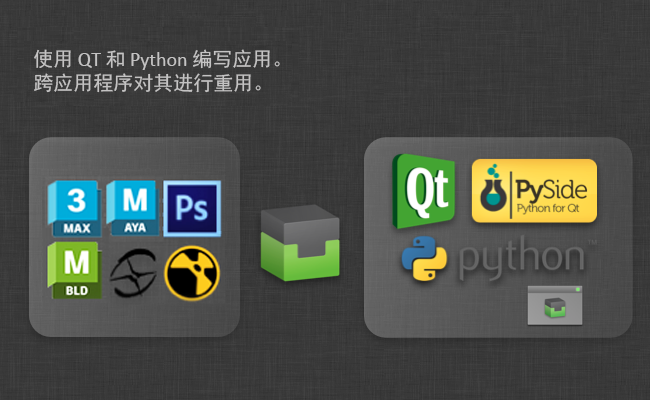 使用 QT 和 Python 编写应用。
跨应用程序对其进行重用。
3
MAX
M
AYA
Ps
M
BLD
Qt
PySide
Python for Qt
python™